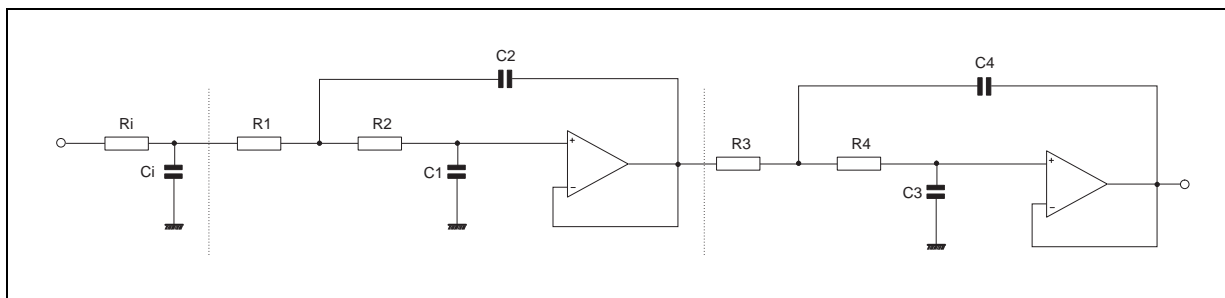 C2
C4
Ri
R1
R2
R3
R4
Ci
C1
C3
+
−
+
−